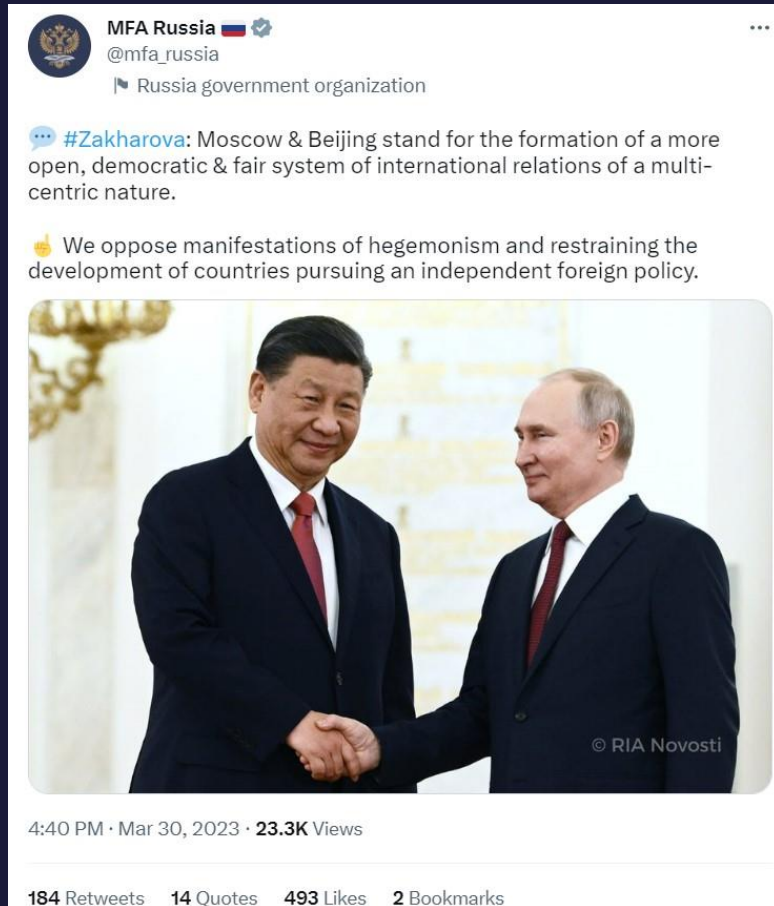 MFA Russia 🇷🇺
@mfa_russia
Russia government organization
💬 #Zakharova: Moscow & Beijing stand for the formation of a more
open, democratic & fair system of international relations of a multi-
centric nature.
☝️ We oppose manifestations of hegemonism and restraining the
development of countries pursuing an independent foreign policy.
© RIA Novosti
4:40 PM · Mar 30, 2023 · 23.3K Views
184 Retweets 14 Quotes 493 Likes 2 Bookmarks